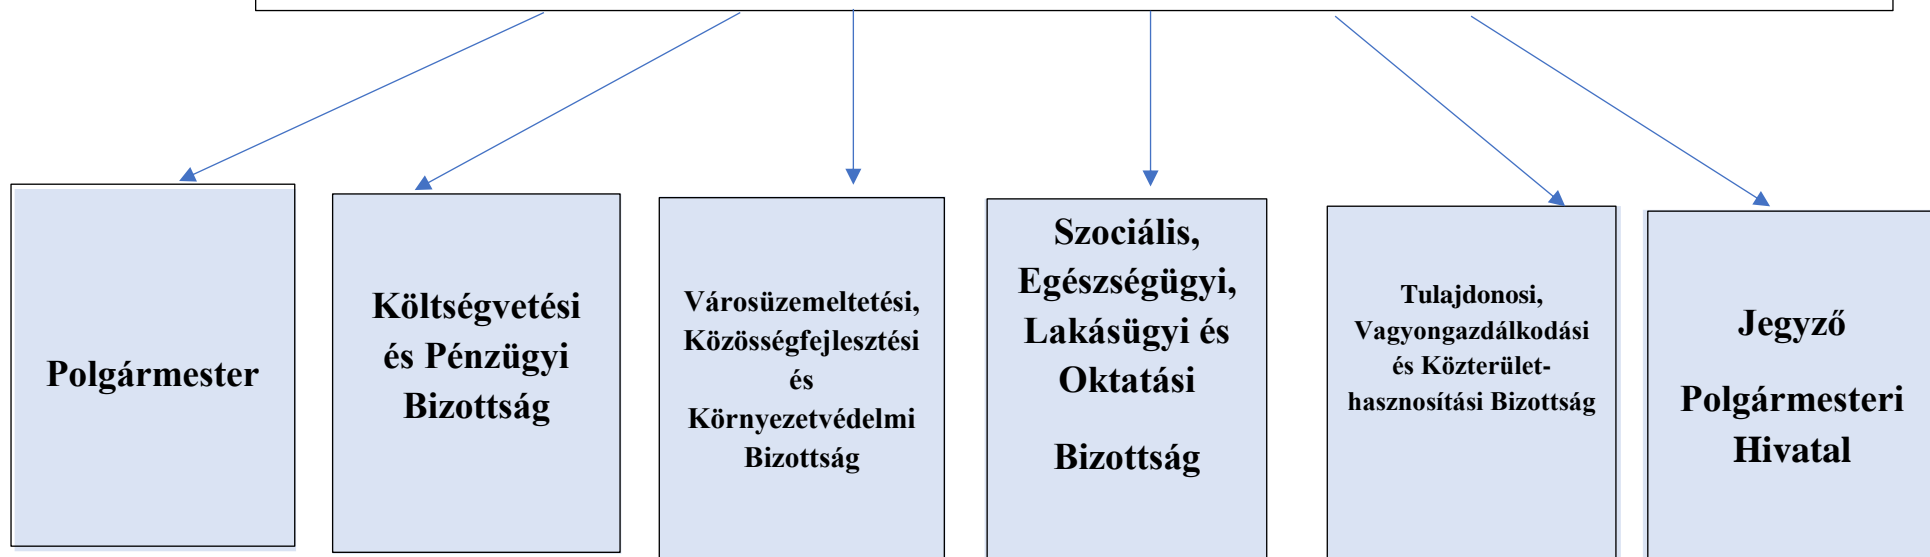 Polgármester
Költségvetési
és Pénzügyi
Bizottság
Városüzemeltetési,
Közösségfejlesztési
és
Környezetvédelmi
Bizottság
Szociális,
Egészségügyi,
Lakásügyi és
Oktatási
Bizottság
Tulajdonosi,
Vagyongazdálkodási
és Közterület-
hasznosítási Bizottság
Jegyző
Polgármesteri
Hivatal